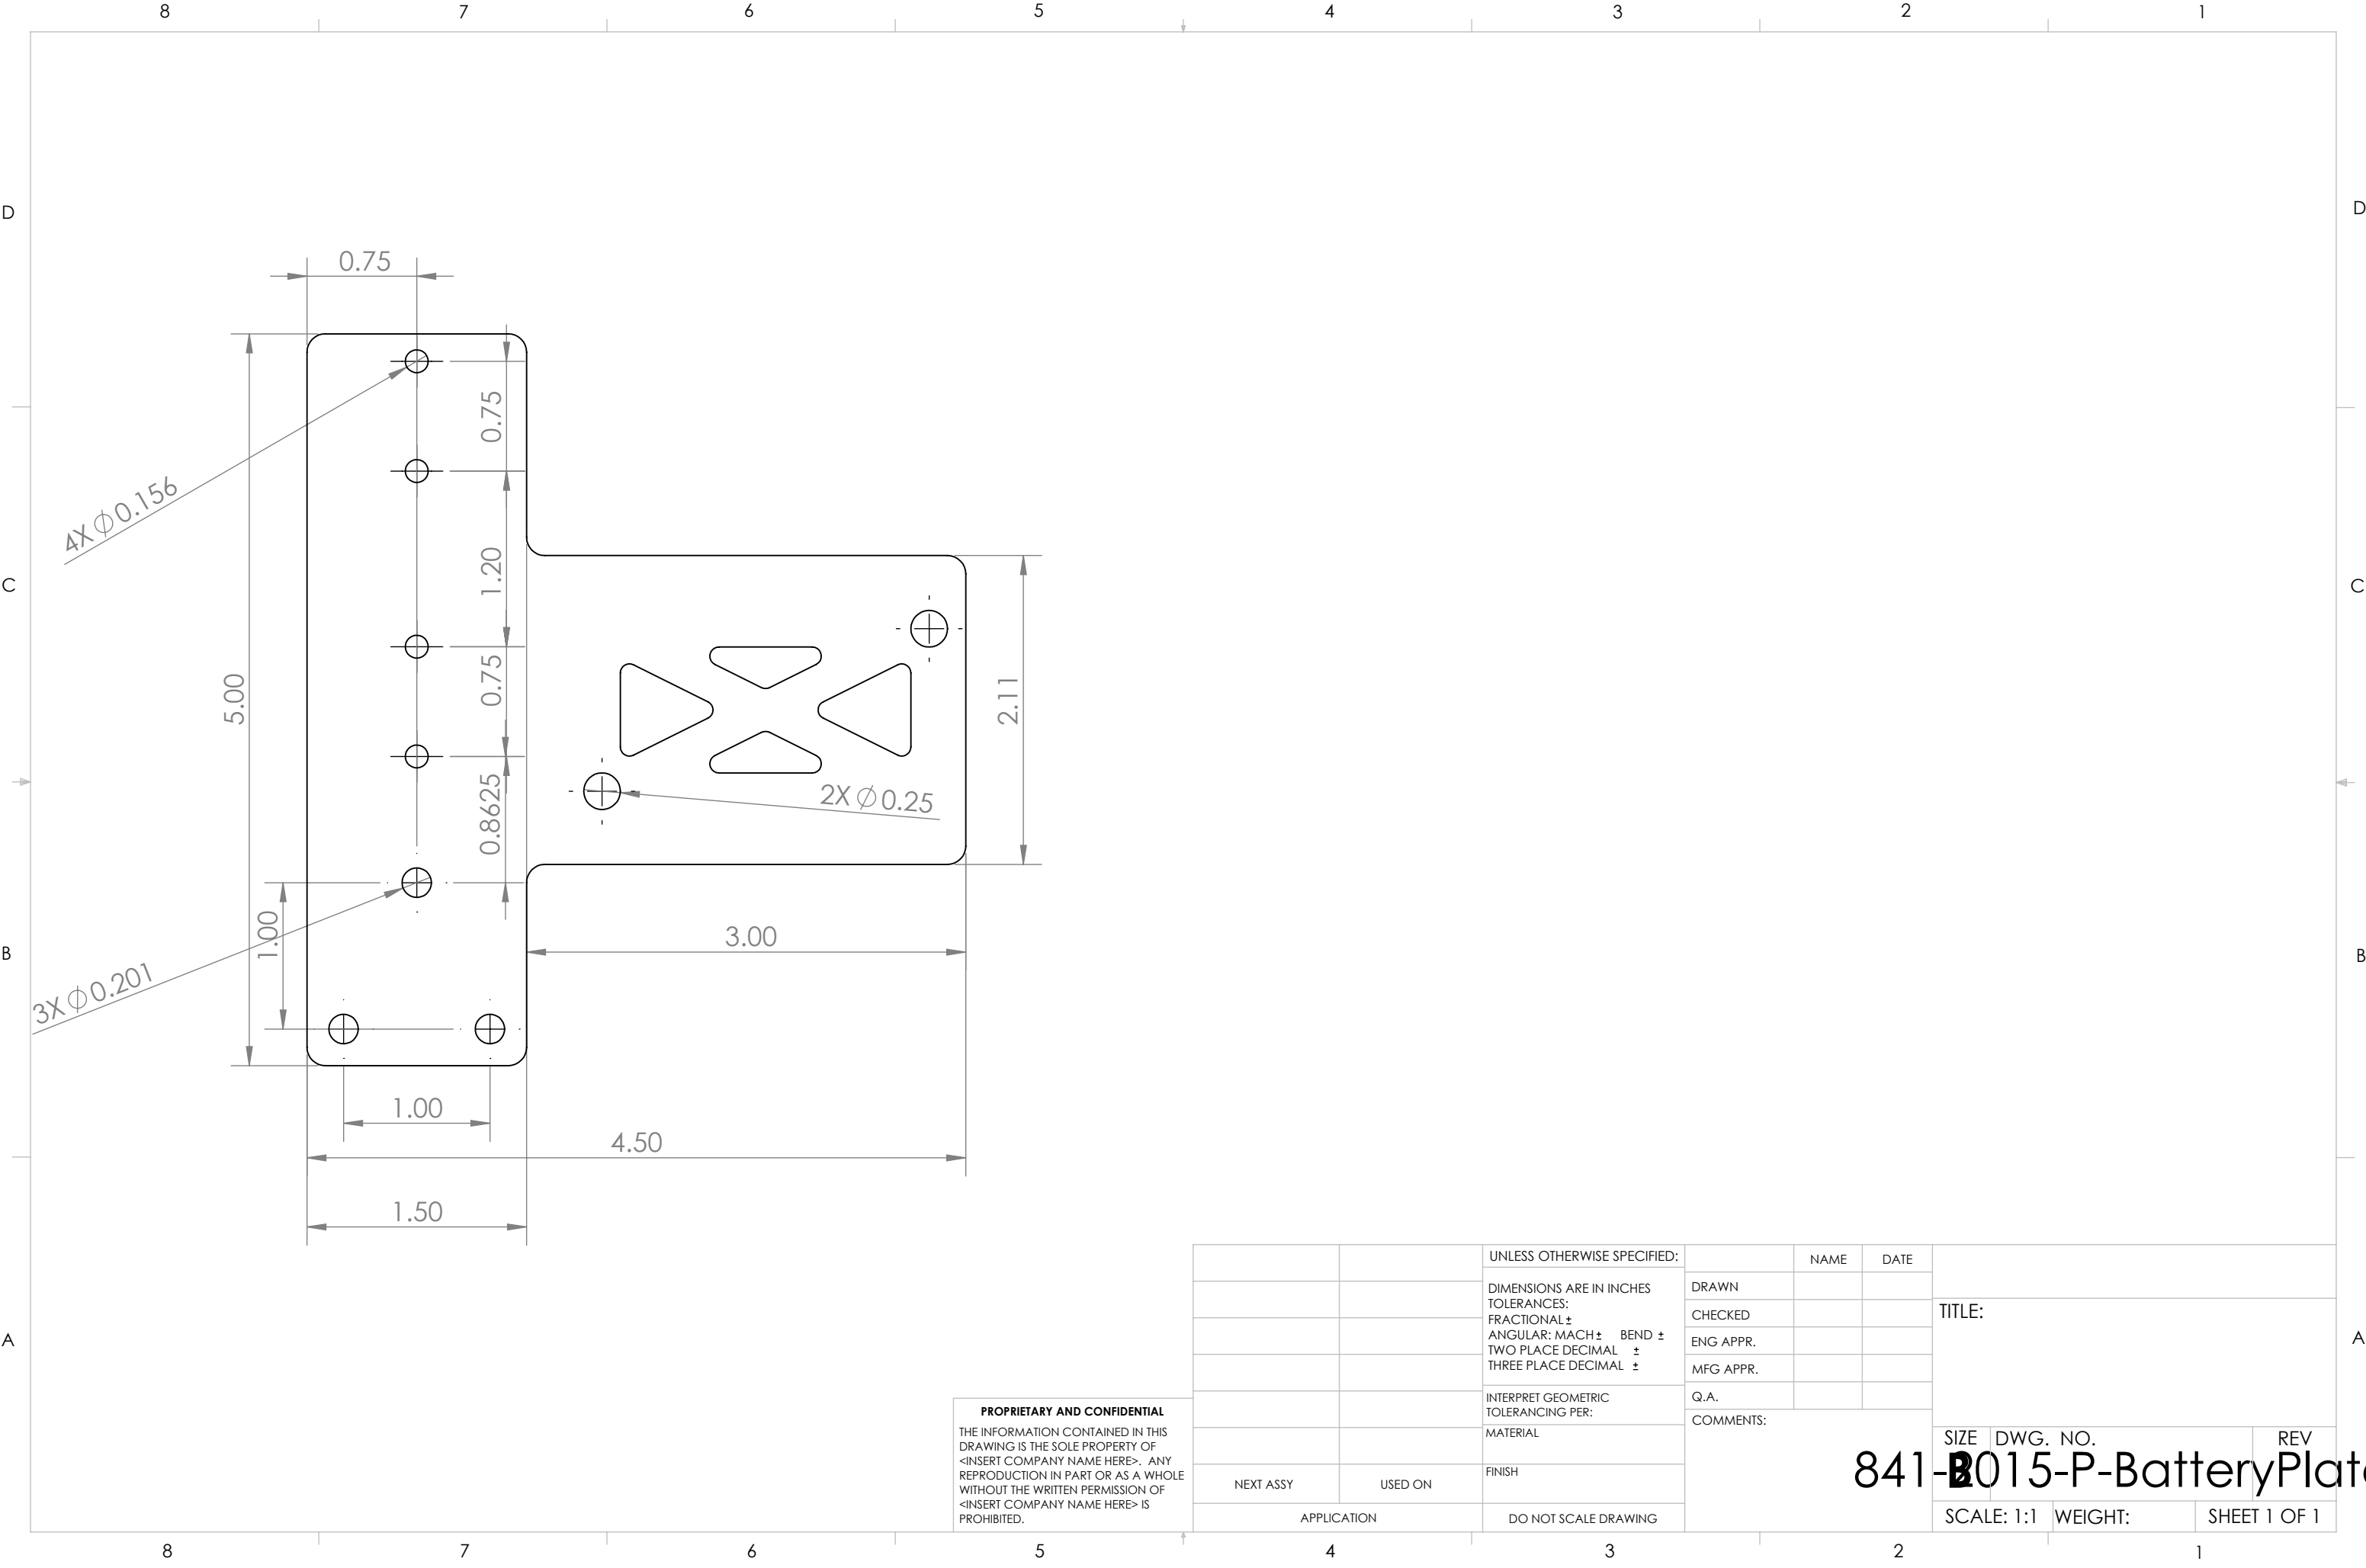 8 7 6 5 4 3 2 1
D D
0.75
0.75
4X ∅0.156
1.20
C C
0.75
5.00
2.11
2X ∅0.25
0.8625
1.00
3.00
B B
3X ∅0.201
1.00
4.50
1.50
A A
UNLESS OTHERWISE SPECIFIED:
DIMENSIONS ARE IN INCHES
TOLERANCES:
FRACTIONAL ±
ANGULAR: MACH ± BEND ±
TWO PLACE DECIMAL ±
THREE PLACE DECIMAL ±
INTERPRET GEOMETRIC
TOLERANCING PER:
MATERIAL
FINISH
DO NOT SCALE DRAWING
NAME DATE
DRAWN
CHECKED
ENG APPR.
MFG APPR.
Q.A.
COMMENTS:
TITLE:
SIZE DWG. NO. REV
B
841-2015-P-BatteryPlate
SCALE: 1:1 WEIGHT: SHEET 1 OF 1
PROPRIETARY AND CONFIDENTIAL
THE INFORMATION CONTAINED IN THIS
DRAWING IS THE SOLE PROPERTY OF
<INSERT COMPANY NAME HERE>. ANY
REPRODUCTION IN PART OR AS A WHOLE
WITHOUT THE WRITTEN PERMISSION OF
<INSERT COMPANY NAME HERE> IS
PROHIBITED.
NEXT ASSY USED ON
APPLICATION
8 7 6 5 4 3 2 1